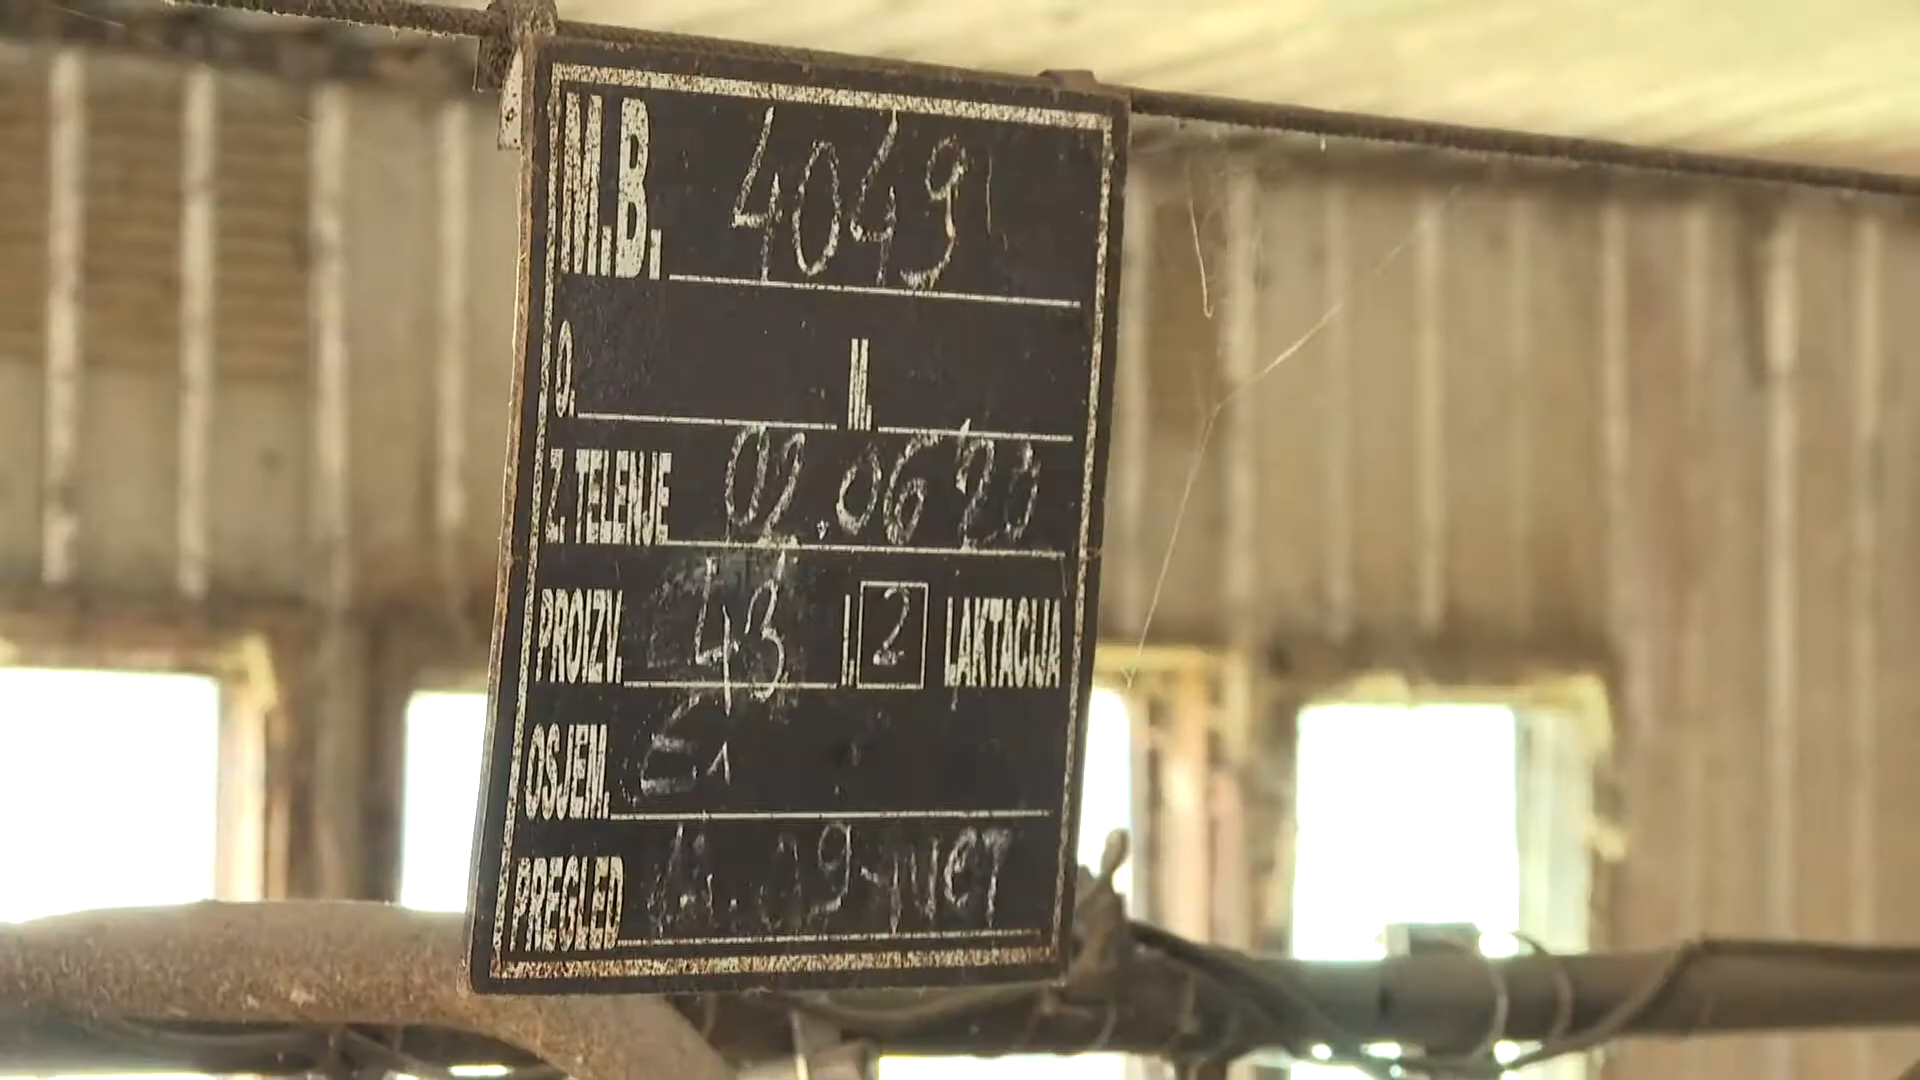 M.B. 4049
O. M.
Z. TELENJE 02.06'20
PROIZV. 43 l. 2 LAKTACIJA
OSJEM.
PREGLED